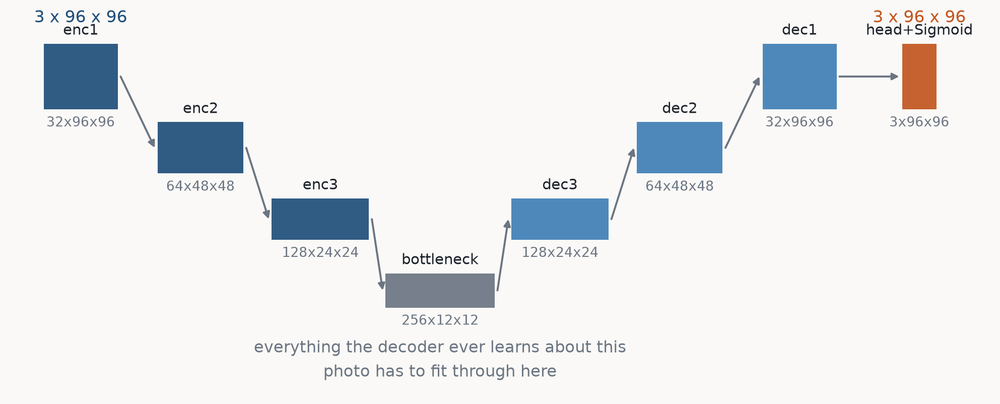 3 x 96 x 96
enc1
32x96x96
enc2
64x48x48
enc3
128x24x24
bottleneck
256x12x12
everything the decoder ever learns about this
photo has to fit through here
dec3
128x24x24
dec2
64x48x48
dec1
32x96x96
3 x 96 x 96
head+Sigmoid
3x96x96